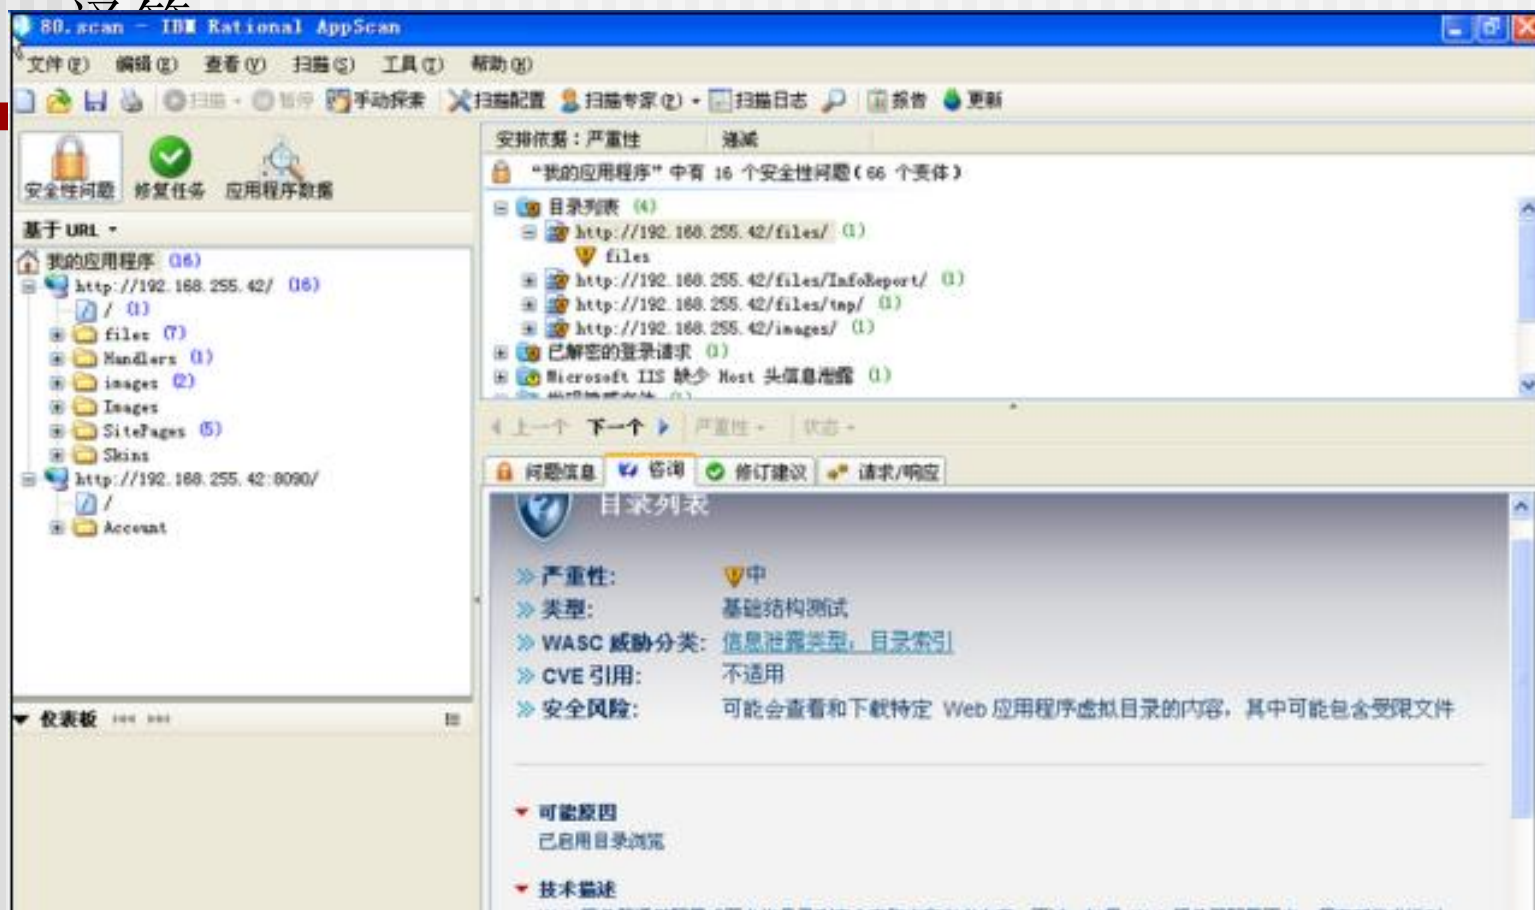 80.scan - IBM Rational AppScan
文件(F) 编辑(E) 查看(V) 扫描(S) 工具(T) 帮助(H)
扫描 暂停 手动探索 扫描配置 扫描专家(P) 扫描日志 报告 更新
安全性问题 修复任务 应用程序数据
基于 URL
我的应用程序 (16)
http://192.168.255.42/ (16)
/ (1)
files (7)
Handlers (1)
images (2)
Images
SitePages (5)
Skins
http://192.168.255.42:8090/
/
Account
仪表板
安排依据：严重性 递减
“我的应用程序”中有 16 个安全性问题(66 个变体)
目录列表 (4)
http://192.168.255.42/files/ (1)
files
http://192.168.255.42/files/InfoReport/ (1)
http://192.168.255.42/files/tmp/ (1)
http://192.168.255.42/images/ (1)
已解密的登录请求 (1)
Microsoft IIS 缺少 Host 头信息泄露 (1)
上一个 下一个 严重性 状态
问题信息 咨询 修订建议 请求/响应
目录列表
严重性: 中
类型: 基础结构测试
WASC 威胁分类: 信息泄露类型：目录索引
CVE 引用: 不适用
安全风险: 可能会查看和下载特定 Web 应用程序虚拟目录的内容，其中可能包含受限文件
可能原因
已启用目录浏览
技术描述